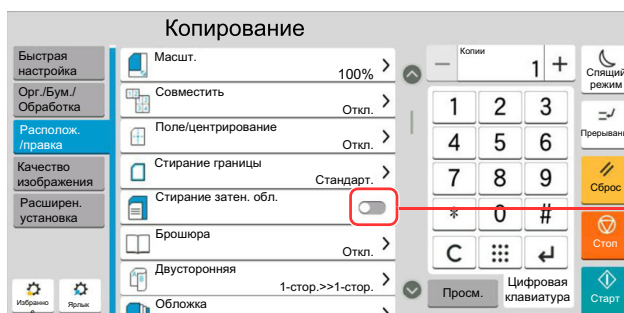 Копирование
Быстрая
настройка
Орг./Бум./
Обработка
Располож.
/правка
Качество
изображения
Расширен.
установка
Избранно
е
Ярлык
Масшт.
100%
Совместить
Откл.
Поле/центрирование
Откл.
Стирание границы
Стандарт.
Стирание затен. обл.
Брошюра
Откл.
Двусторонняя
1-стор.>>1-стор.
Обложка
Копии
— 1 +
1 2 3
4 5 6
7 8 9
* 0 #
C
Просм.
Цифровая
клавиатура
Спящий
режим
Прерывани
Сброс
Стоп
Старт